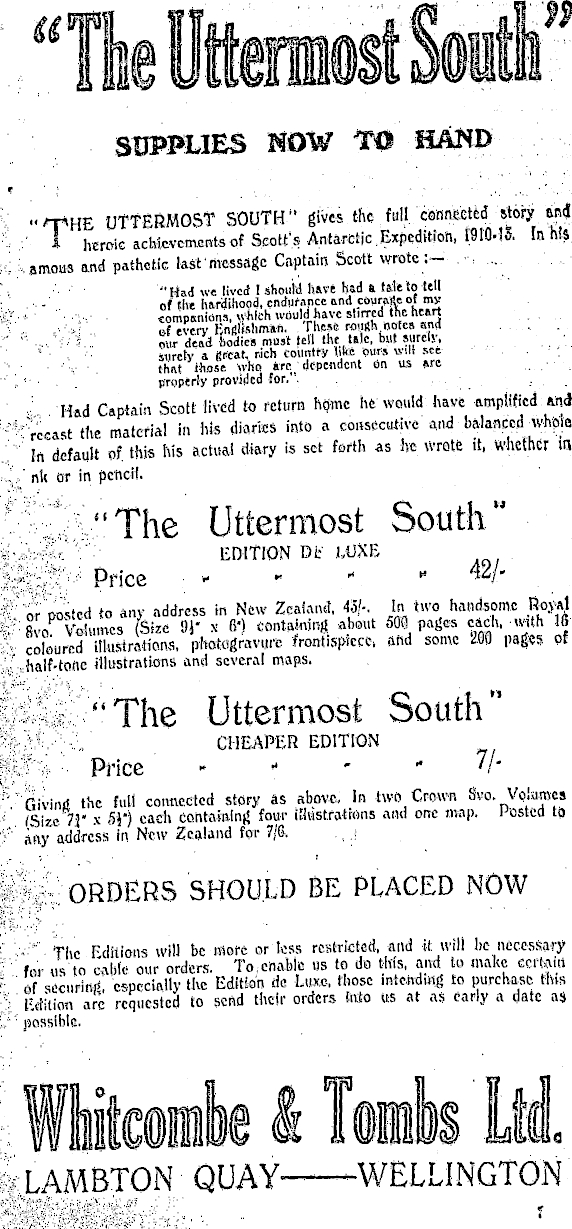 "The Uttermost South"
SUPPLIES NOW TO HAND
"THE UTTERMOST SOUTH" gives the full connected story and
heroic achievements of Scott's Antarctic Expedition, 1910-13. In his
amous and pathetic last message Captain Scott wrote :—
"Had we lived I should have had a tale to tell
of the hardihood, endurance and courage of my
companions, which would have stirred the heart
of every Englishman. These rough notes and
our dead bodies must tell the tale, but surely,
surely a great, rich country like ours will see
that those who are dependent on us are
properly provided for."
Had Captain Scott lived to return home he would have amplified and
recast the material in his diaries into a consecutive and balanced whole
In default of this his actual diary is set forth as he wrote it, whether in
nk or in pencil.
"The Uttermost South"
EDITION DE LUXE
Price - - - - 42/-
or posted to any address in New Zealand, 45/-. In two handsome Royal
8vo. Volumes (Size 9½" x 6") containing about 500 pages each, with 16
coloured illustrations, photogravure frontispiece, and some 200 pages of
half-tone illustrations and several maps.
"The Uttermost South"
CHEAPER EDITION
Price - - - - 7/-
Giving the full connected story as above. In two Crown 8vo. Volumes
(Size 7½" x 5½") each containing four illustrations and one map. Posted to
any address in New Zealand for 7/6.
ORDERS SHOULD BE PLACED NOW
The Editions will be more or less restricted, and it will be necessary
for us to cable our orders. To enable us to do this, and to make certain
of securing, especially the Edition de Luxe, those intending to purchase this
Edition are requested to send their orders into us at as early a date as
possible.
Whitcombe & Tombs Ltd.
LAMBTON QUAY——WELLINGTON